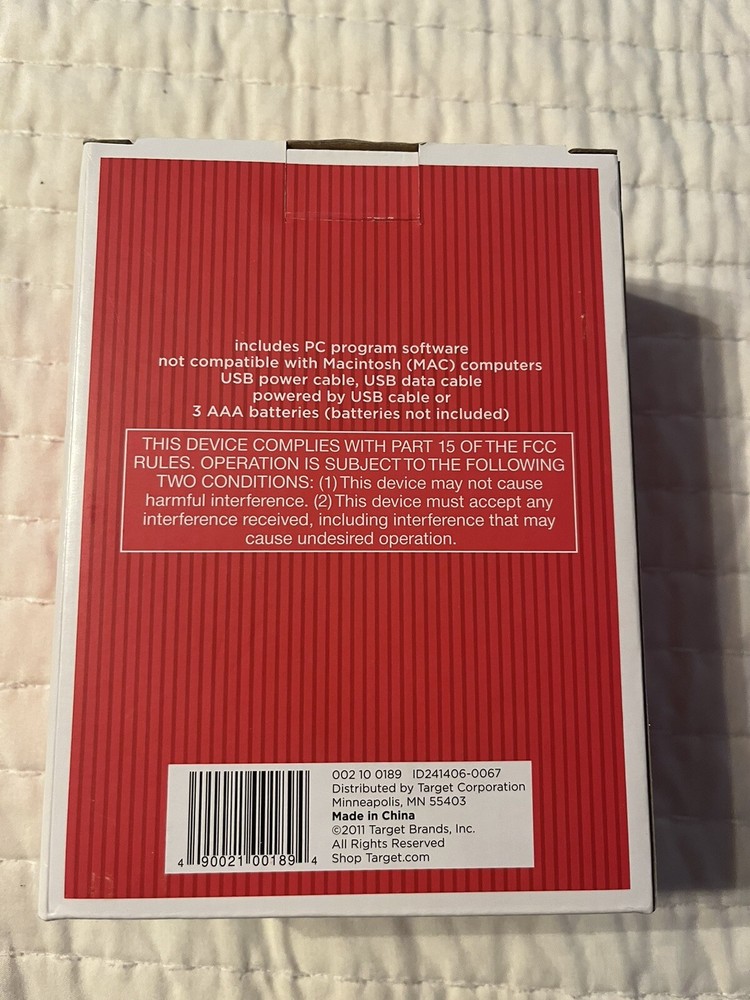 includes PC program software
not compatible with Macintosh (MAC) computers
USB power cable, USB data cable
powered by USB cable or
3 AAA batteries (batteries not included)
THIS DEVICE COMPLIES WITH PART 15 OF THE FCC
RULES. OPERATION IS SUBJECT TO THE FOLLOWING
TWO CONDITIONS: (1) This device may not cause
harmful interference. (2) This device must accept any
interference received, including interference that may
cause undesired operation.
002 10 0189 ID241406-0067
Distributed by Target Corporation
Minneapolis, MN 55403
Made in China
©2011 Target Brands, Inc.
All Rights Reserved
Shop Target.com
4 90021 00189 4